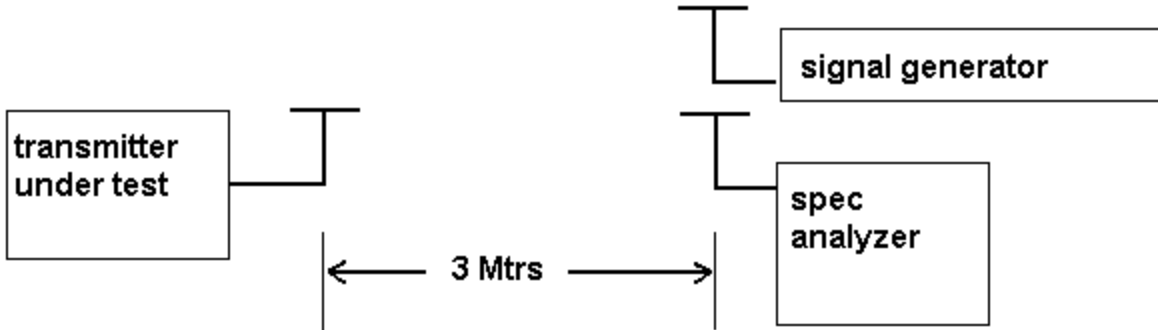 signal generator
transmitter
under test
spec
analyzer
3 Mtrs